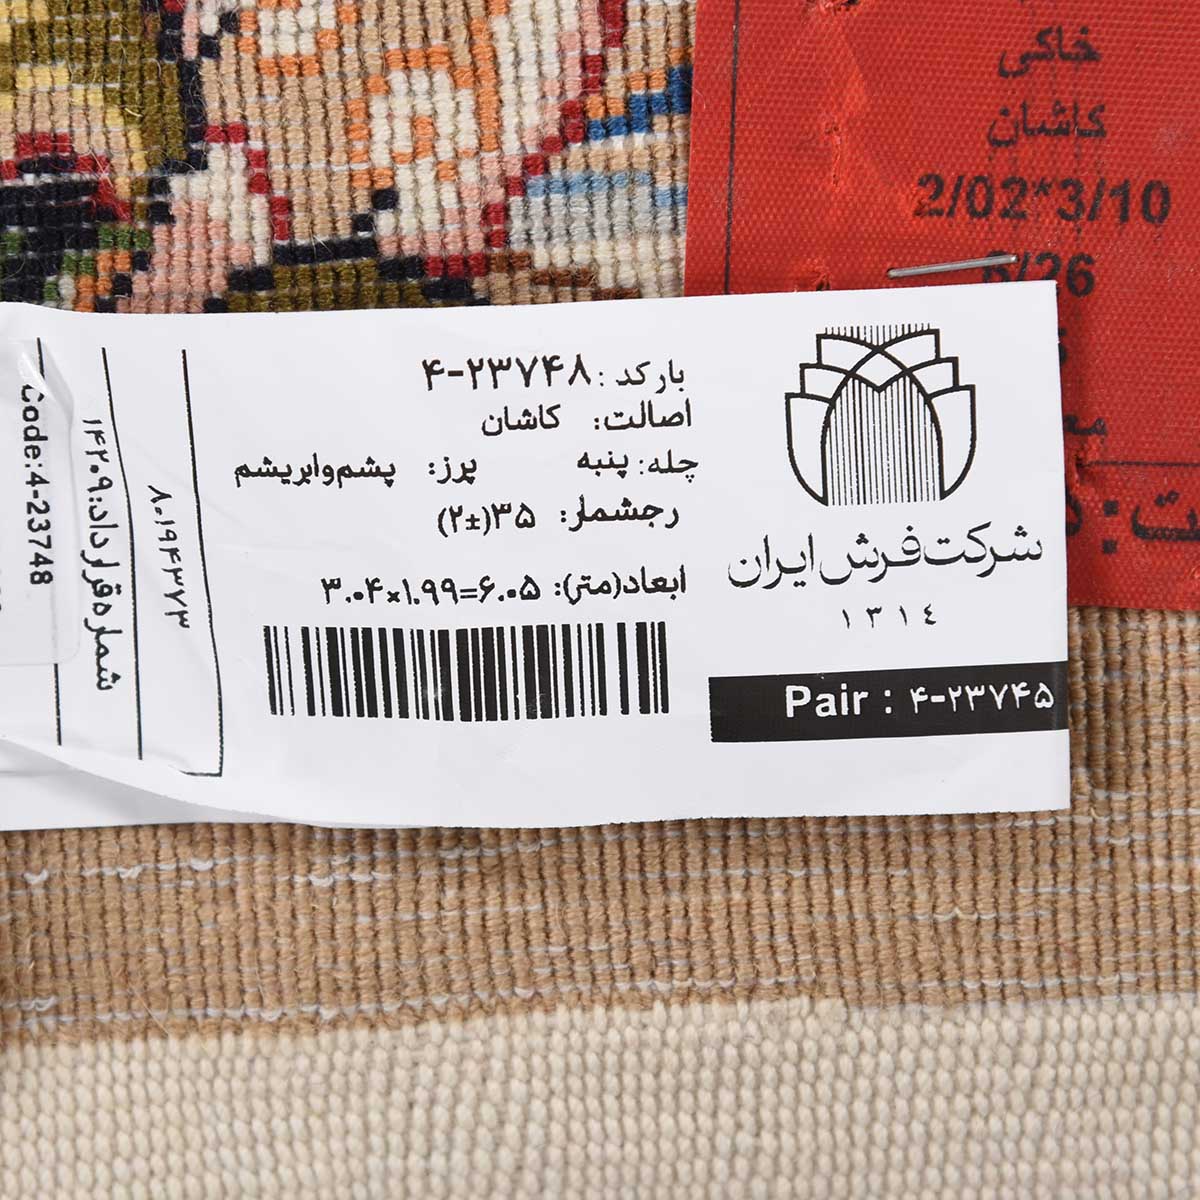 خاکی
کاشان
2/02*3/10
6/26
بارکد: ۴-۲۳۷۴۸
اصالت: کاشان
چله: پنبه پرز: پشم‌وابریشم
رجشمار: ۳۵(±۲)
ابعاد(متر): ۳.۰۴×۱.۹۹=۶.۰۵
شرکت فرش ایران
۱۳۱٤
Pair : ۴-۲۳۷۴۵
۸۰۱۹۴۳۷۳
شماره قرارداد: ۱۴۲۰۹
Code:4-23748